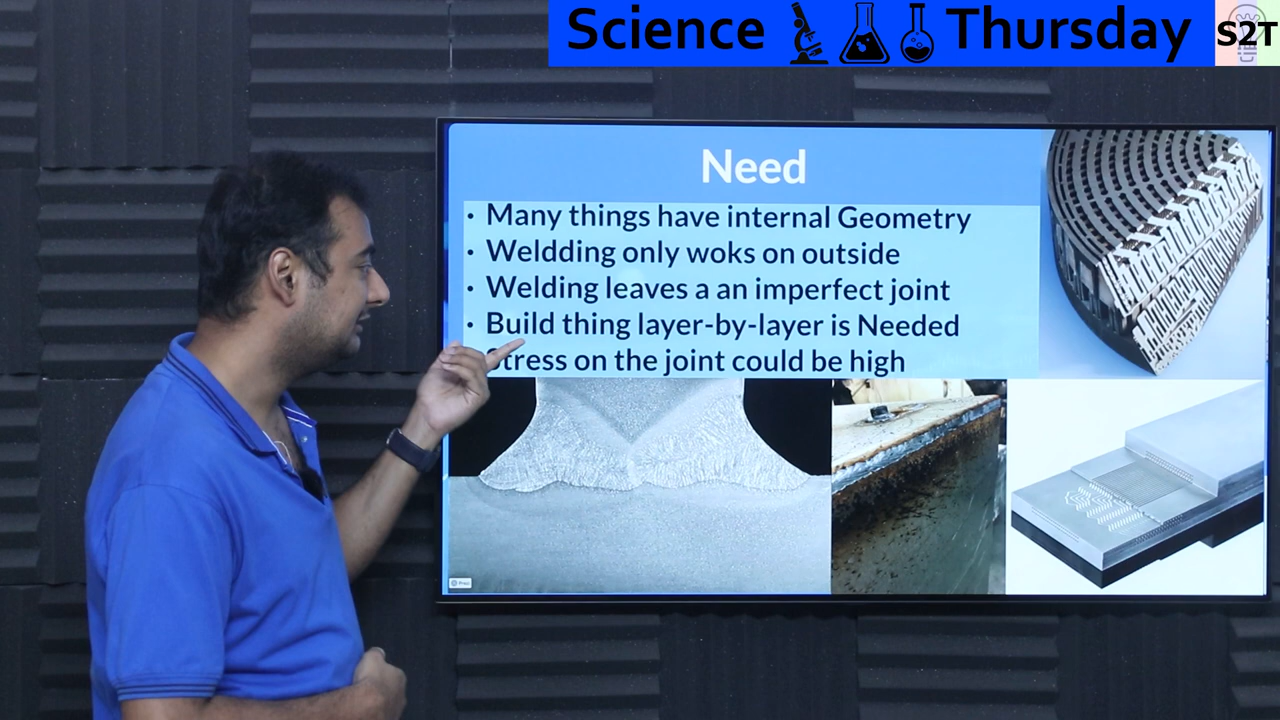 Science Thursday
S2T
Need
• Many things have internal Geometry
• Weldding only woks on outside
• Welding leaves a an imperfect joint
• Build thing layer-by-layer is Needed
Stress on the joint could be high